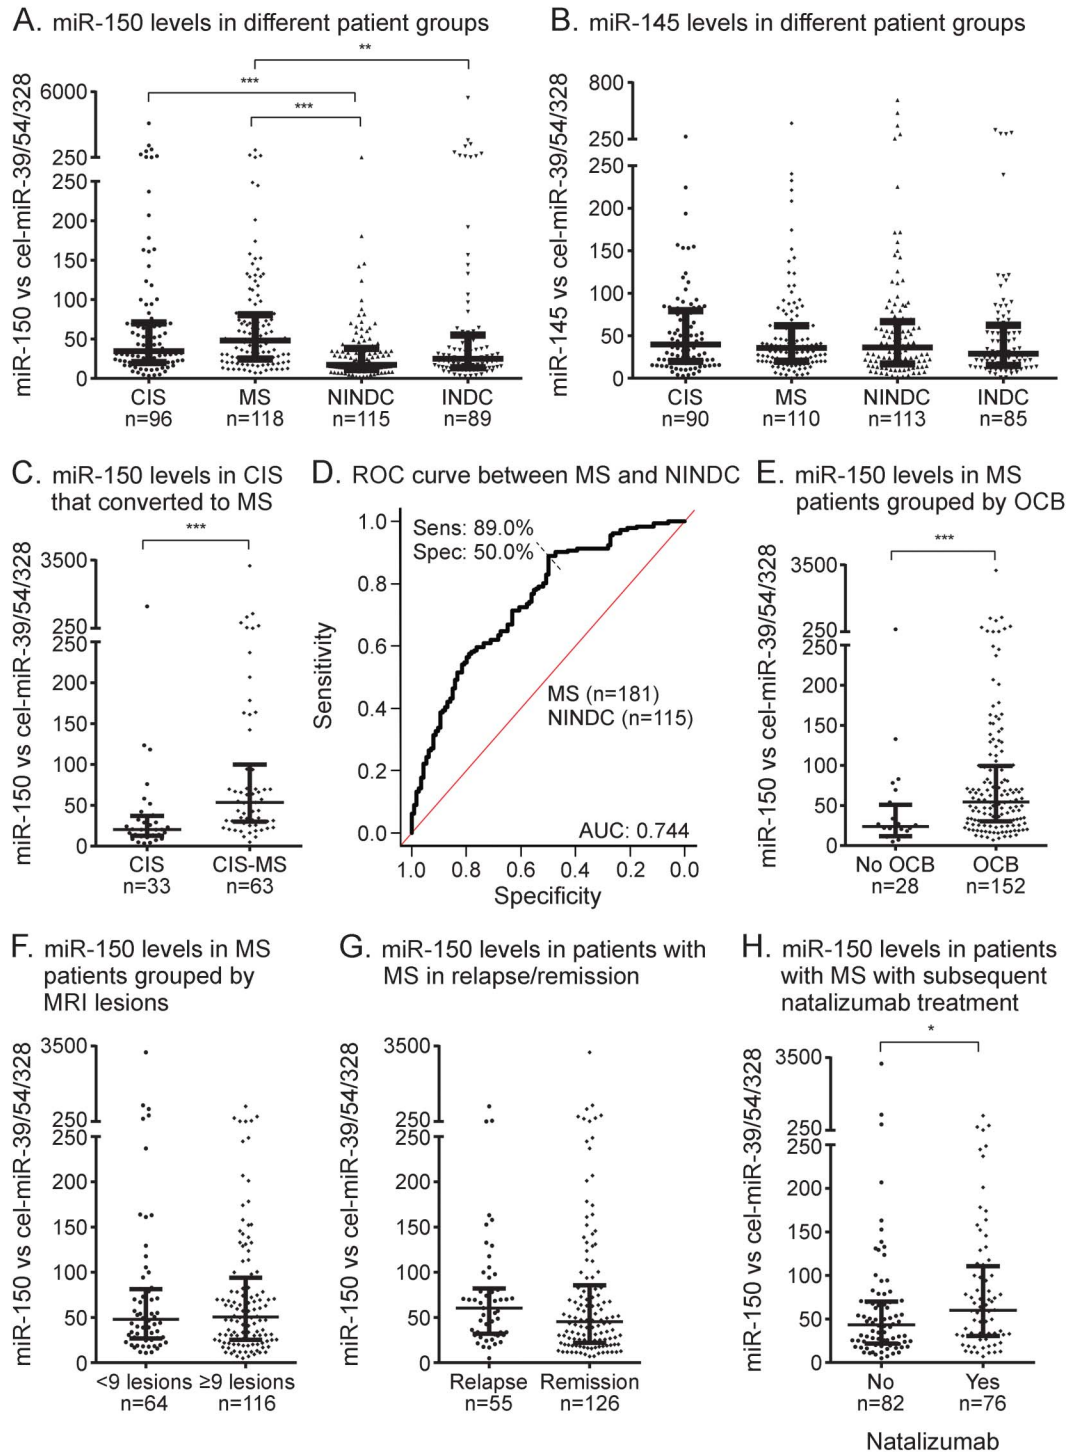 A. miR-150 levels in different patient groups
miR-150 vs cel-miR-39/54/328
6000
250
250
200
150
100
50
0
**
***
***
CIS MS NINDC INDC
n=96 n=118 n=115 n=89
B. miR-145 levels in different patient groups
miR-145 vs cel-miR-39/54/328
800
250
250
200
150
100
50
0
CIS MS NINDC INDC
n=90 n=110 n=113 n=85
C. miR-150 levels in CIS
that converted to MS
miR-150 vs cel-miR-39/54/328
***
3500
250
250
200
150
100
50
0
CIS CIS-MS
n=33 n=63
D. ROC curve between MS and NINDC
Sensitivity
1.0
0.8
0.6
0.4
0.2
0.0
Sens: 89.0%
Spec: 50.0%
MS (n=181)
NINDC (n=115)
AUC: 0.744
1.0 0.8 0.6 0.4 0.2 0.0
Specificity
E. miR-150 levels in MS
patients grouped by OCB
miR-150 vs cel-miR-39/54/328
***
3500
250
250
200
150
100
50
0
No OCB OCB
n=28 n=152
F. miR-150 levels in MS
patients grouped by
MRI lesions
miR-150 vs cel-miR-39/54/328
3500
250
250
200
150
100
50
0
<9 lesions ≥9 lesions
n=64 n=116
G. miR-150 levels in patients with
MS in relapse/remission
miR-150 vs cel-miR-39/54/328
3500
250
250
200
150
100
50
0
Relapse Remission
n=55 n=126
H. miR-150 levels in patients
with MS with subsequent
natalizumab treatment
miR-150 vs cel-miR-39/54/328
*
3500
250
250
200
150
100
50
0
No Yes
n=82 n=76
Natalizumab